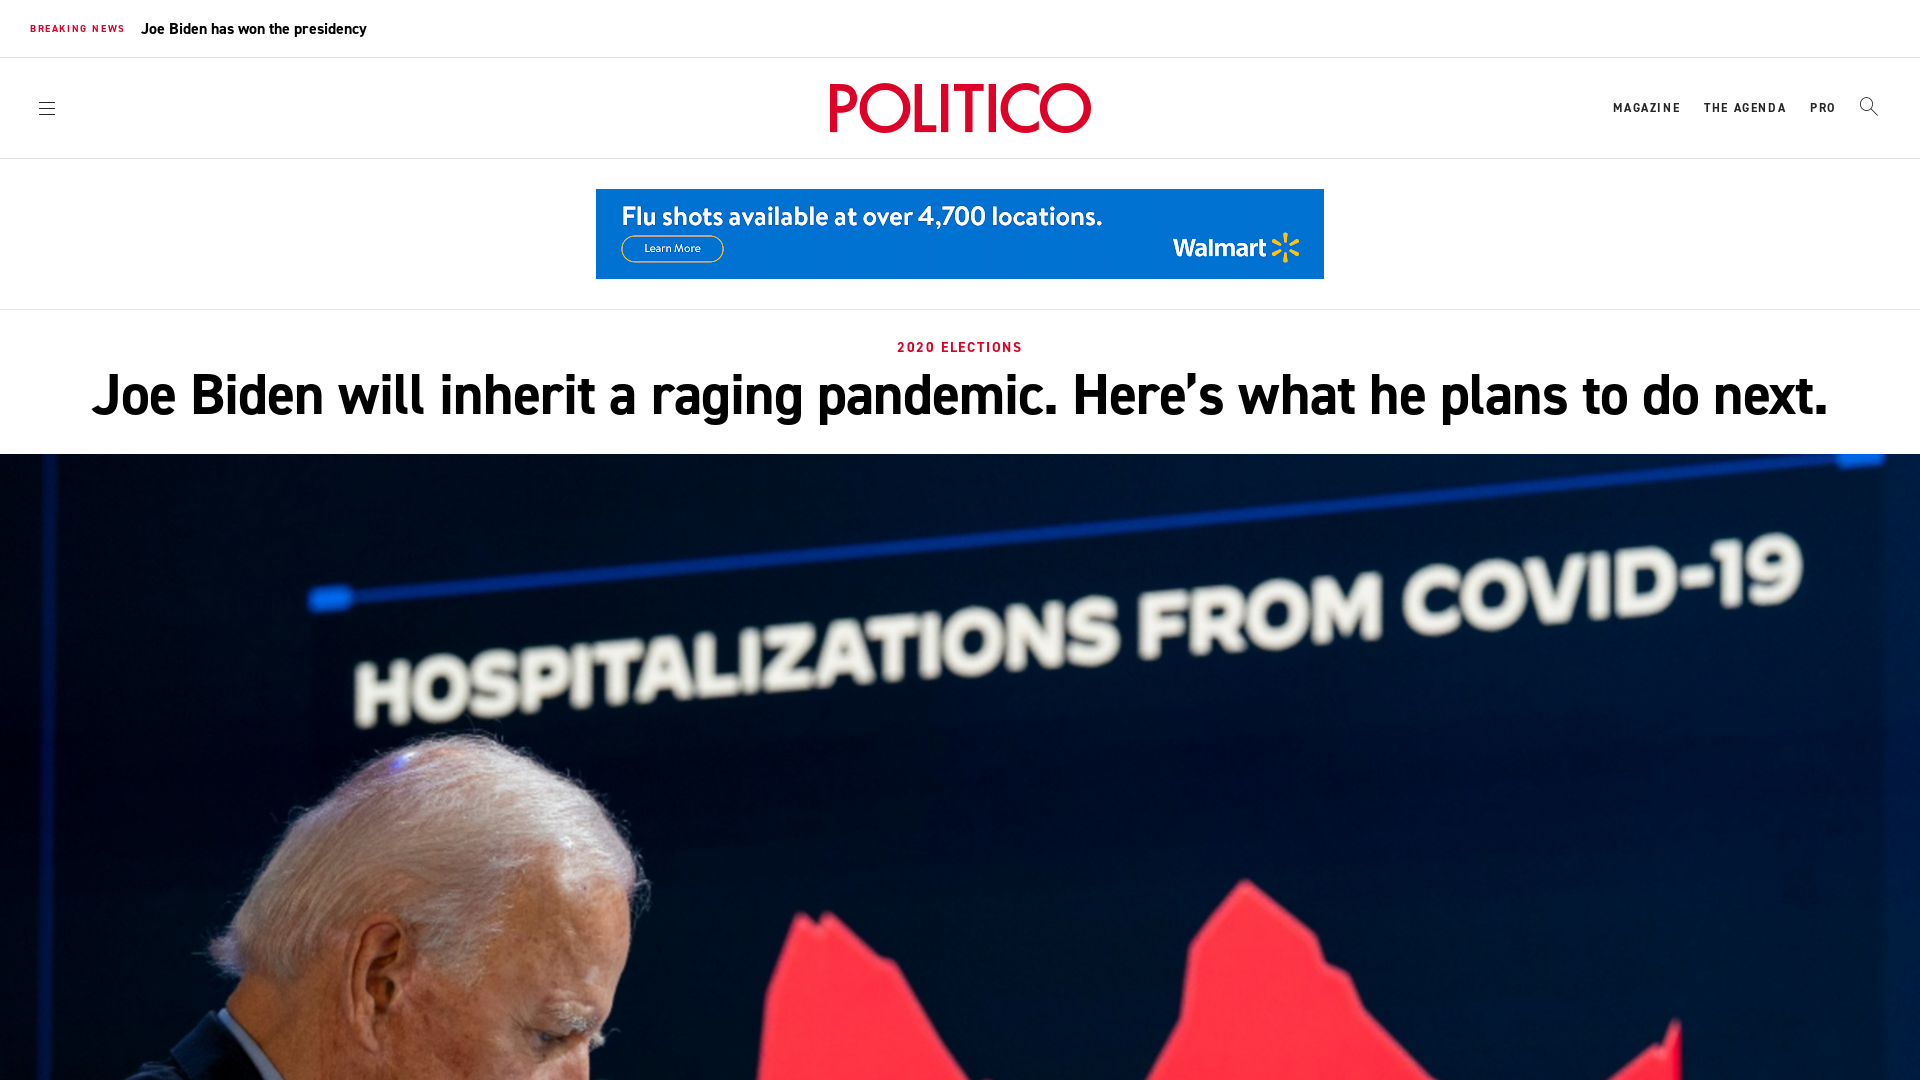 BREAKING NEWS Joe Biden has won the presidency
POLITICO
MAGAZINE THE AGENDA PRO
Flu shots available at over 4,700 locations.
Learn More
Walmart
2020 ELECTIONS
Joe Biden will inherit a raging pandemic. Here’s what he plans to do next.
HOSPITALIZATIONS FROM COVID-19